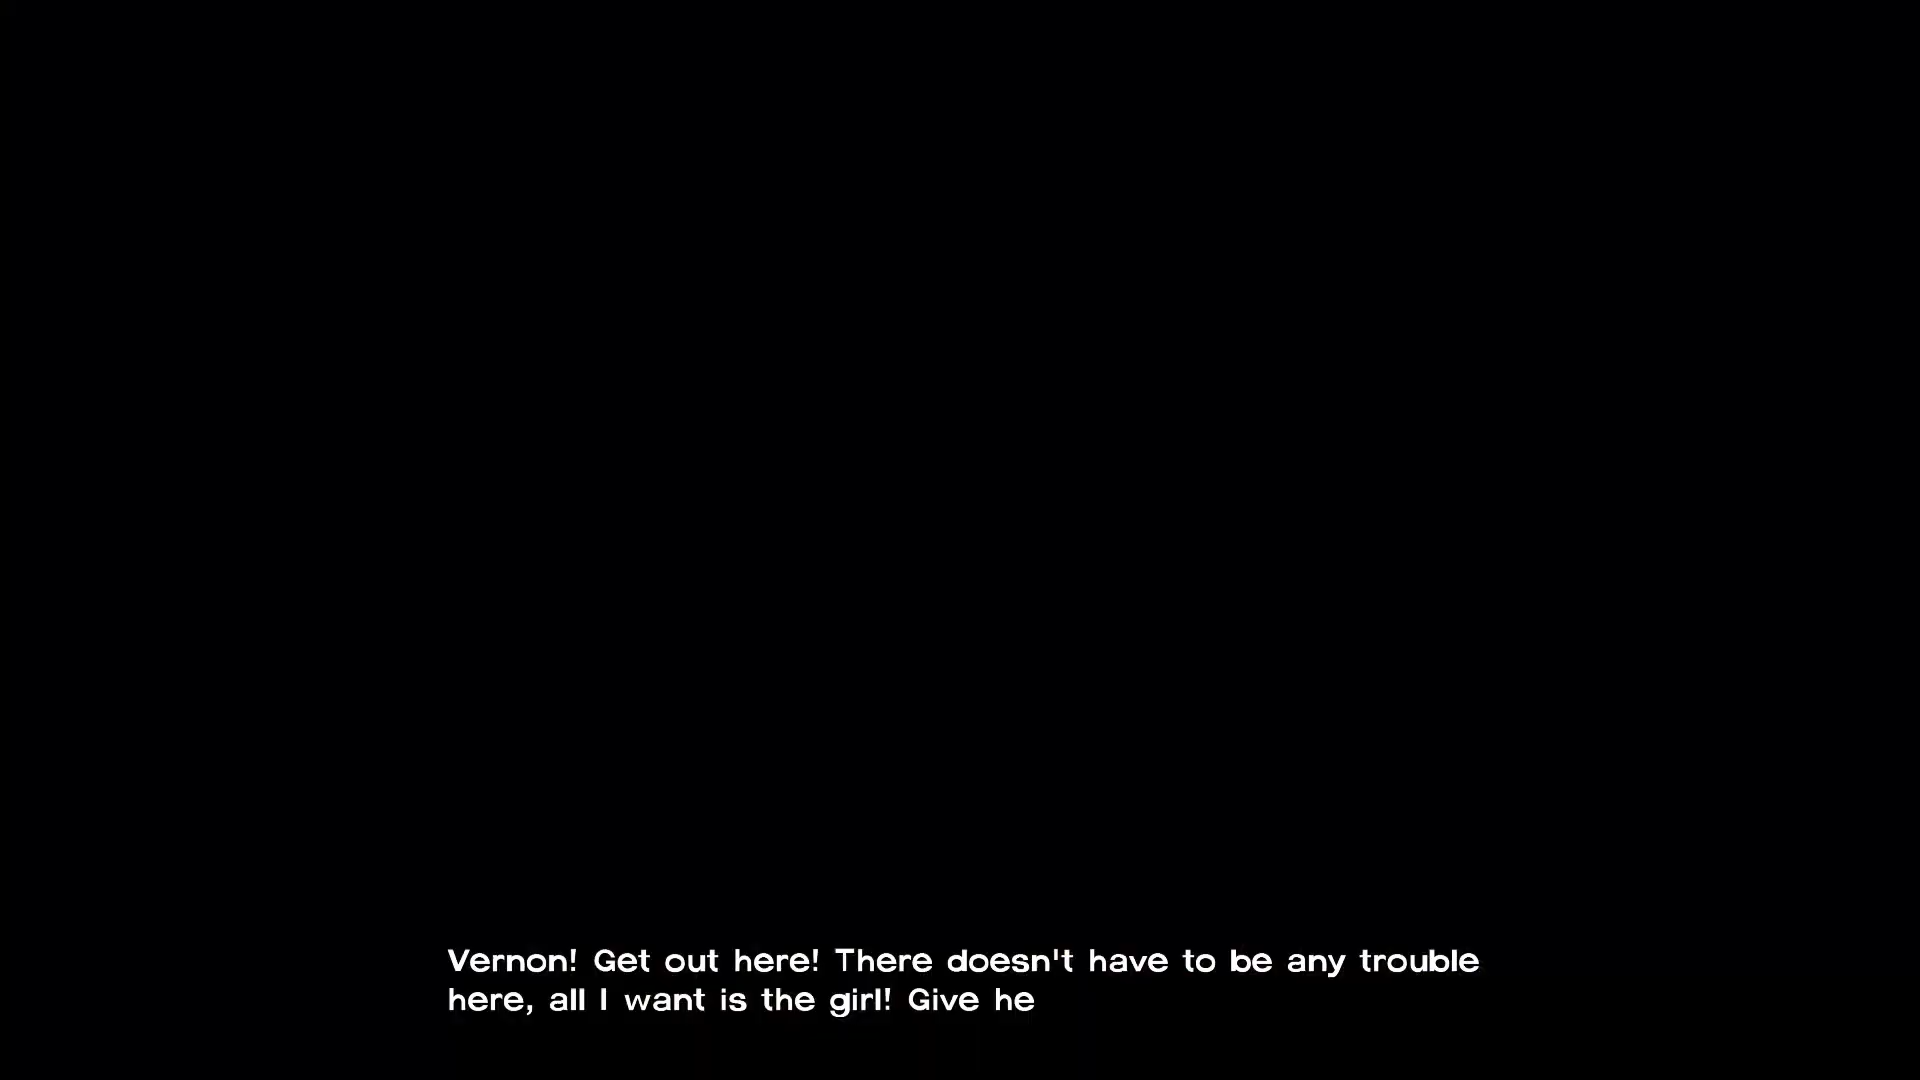 Vernon! Get out here! There doesn't have to be any trouble
here, all I want is the girl! Give he